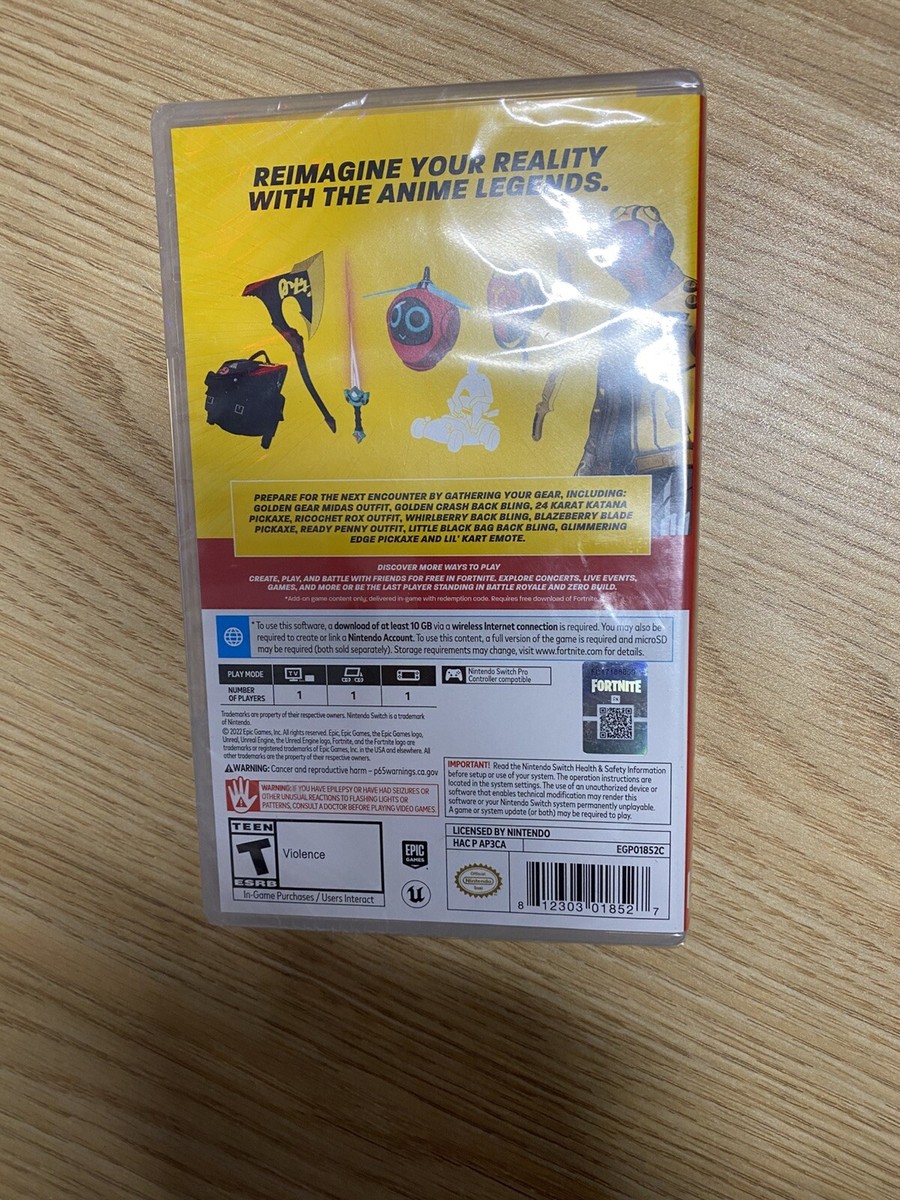 REIMAGINE YOUR REALITY
WITH THE ANIME LEGENDS.
PREPARE FOR THE NEXT ENCOUNTER BY GATHERING YOUR GEAR, INCLUDING:
GOLDEN GEAR MIDAS OUTFIT, GOLDEN CRASH BACK BLING, 24 KARAT KATANA
PICKAXE, RICOCHET ROX OUTFIT, WHIRLBERRY BACK BLING, BLAZEBERRY BLADE
PICKAXE, READY PENNY OUTFIT, LITTLE BLACK BAG BACK BLING, GLIMMERING
EDGE PICKAXE AND LIL' KART EMOTE.
DISCOVER MORE WAYS TO PLAY
CREATE, PLAY, AND BATTLE WITH FRIENDS FOR FREE IN FORTNITE. EXPLORE CONCERTS, LIVE EVENTS,
GAMES, AND MORE OR BE THE LAST PLAYER STANDING IN BATTLE ROYALE AND ZERO BUILD.
*Add-on game content only, delivered in-game with redemption code. Requires free download of Fortnite.
* To use this software, a download of at least 10 GB via a wireless Internet connection is required. You may also be
required to create or link a Nintendo Account. To use this content, a full version of the game is required and microSD
may be required (both sold separately). Storage requirements may change, visit www.fortnite.com for details.
PLAY MODE TV
NUMBER
OF PLAYERS 1 1 1
Nintendo Switch Pro
Controller compatible
FORTNITE
Trademarks are property of their respective owners. Nintendo Switch is a trademark
of Nintendo.
© 2022 Epic Games, Inc. All rights reserved. Epic, Epic Games, the Epic Games logo,
Unreal, Unreal Engine, the Unreal Engine logo, Fortnite, and the Fortnite logo are
trademarks or registered trademarks of Epic Games, Inc. in the USA and elsewhere. All
other trademarks are the property of their respective owners.
WARNING: Cancer and reproductive harm – p65warnings.ca.gov
WARNING: IF YOU HAVE EPILEPSY OR HAVE HAD SEIZURES OR
OTHER UNUSUAL REACTIONS TO FLASHING LIGHTS OR
PATTERNS, CONSULT A DOCTOR BEFORE PLAYING VIDEO GAMES.
IMPORTANT! Read the Nintendo Switch Health & Safety Information
before setup or use of your system. The operation instructions are
located in the system settings. The use of an unauthorized device or
software that enables technical modification may render this
software or your Nintendo Switch system permanently unplayable.
A game or system update (or both) may be required to play.
TEEN
T
ESRB
Violence
In-Game Purchases / Users Interact
EPIC
GAMES
LICENSED BY NINTENDO
HAC P AP3CA
EGP01852C
Official
Nintendo
Seal
8 12303 01852 7